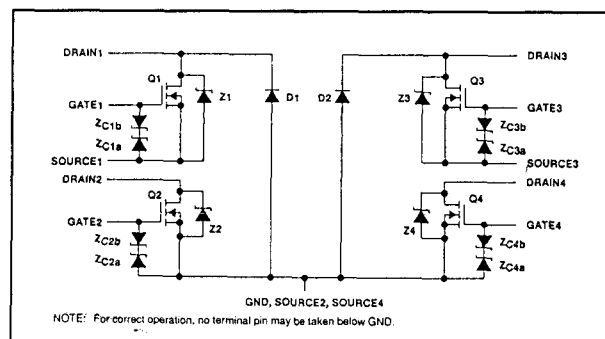 DRAIN1
DRAIN3
Q1
Z1
D1
D2
Z3
Q3
GATE1
GATE3
ZC1b
ZC1a
ZC3b
ZC3a
SOURCE1
SOURCE3
DRAIN2
DRAIN4
Q2
Q4
GATE2
GATE4
Z2
Z4
ZC2b
ZC2a
ZC4b
ZC4a
GND, SOURCE2, SOURCE4
NOTE: For correct operation, no terminal pin may be taken below GND.